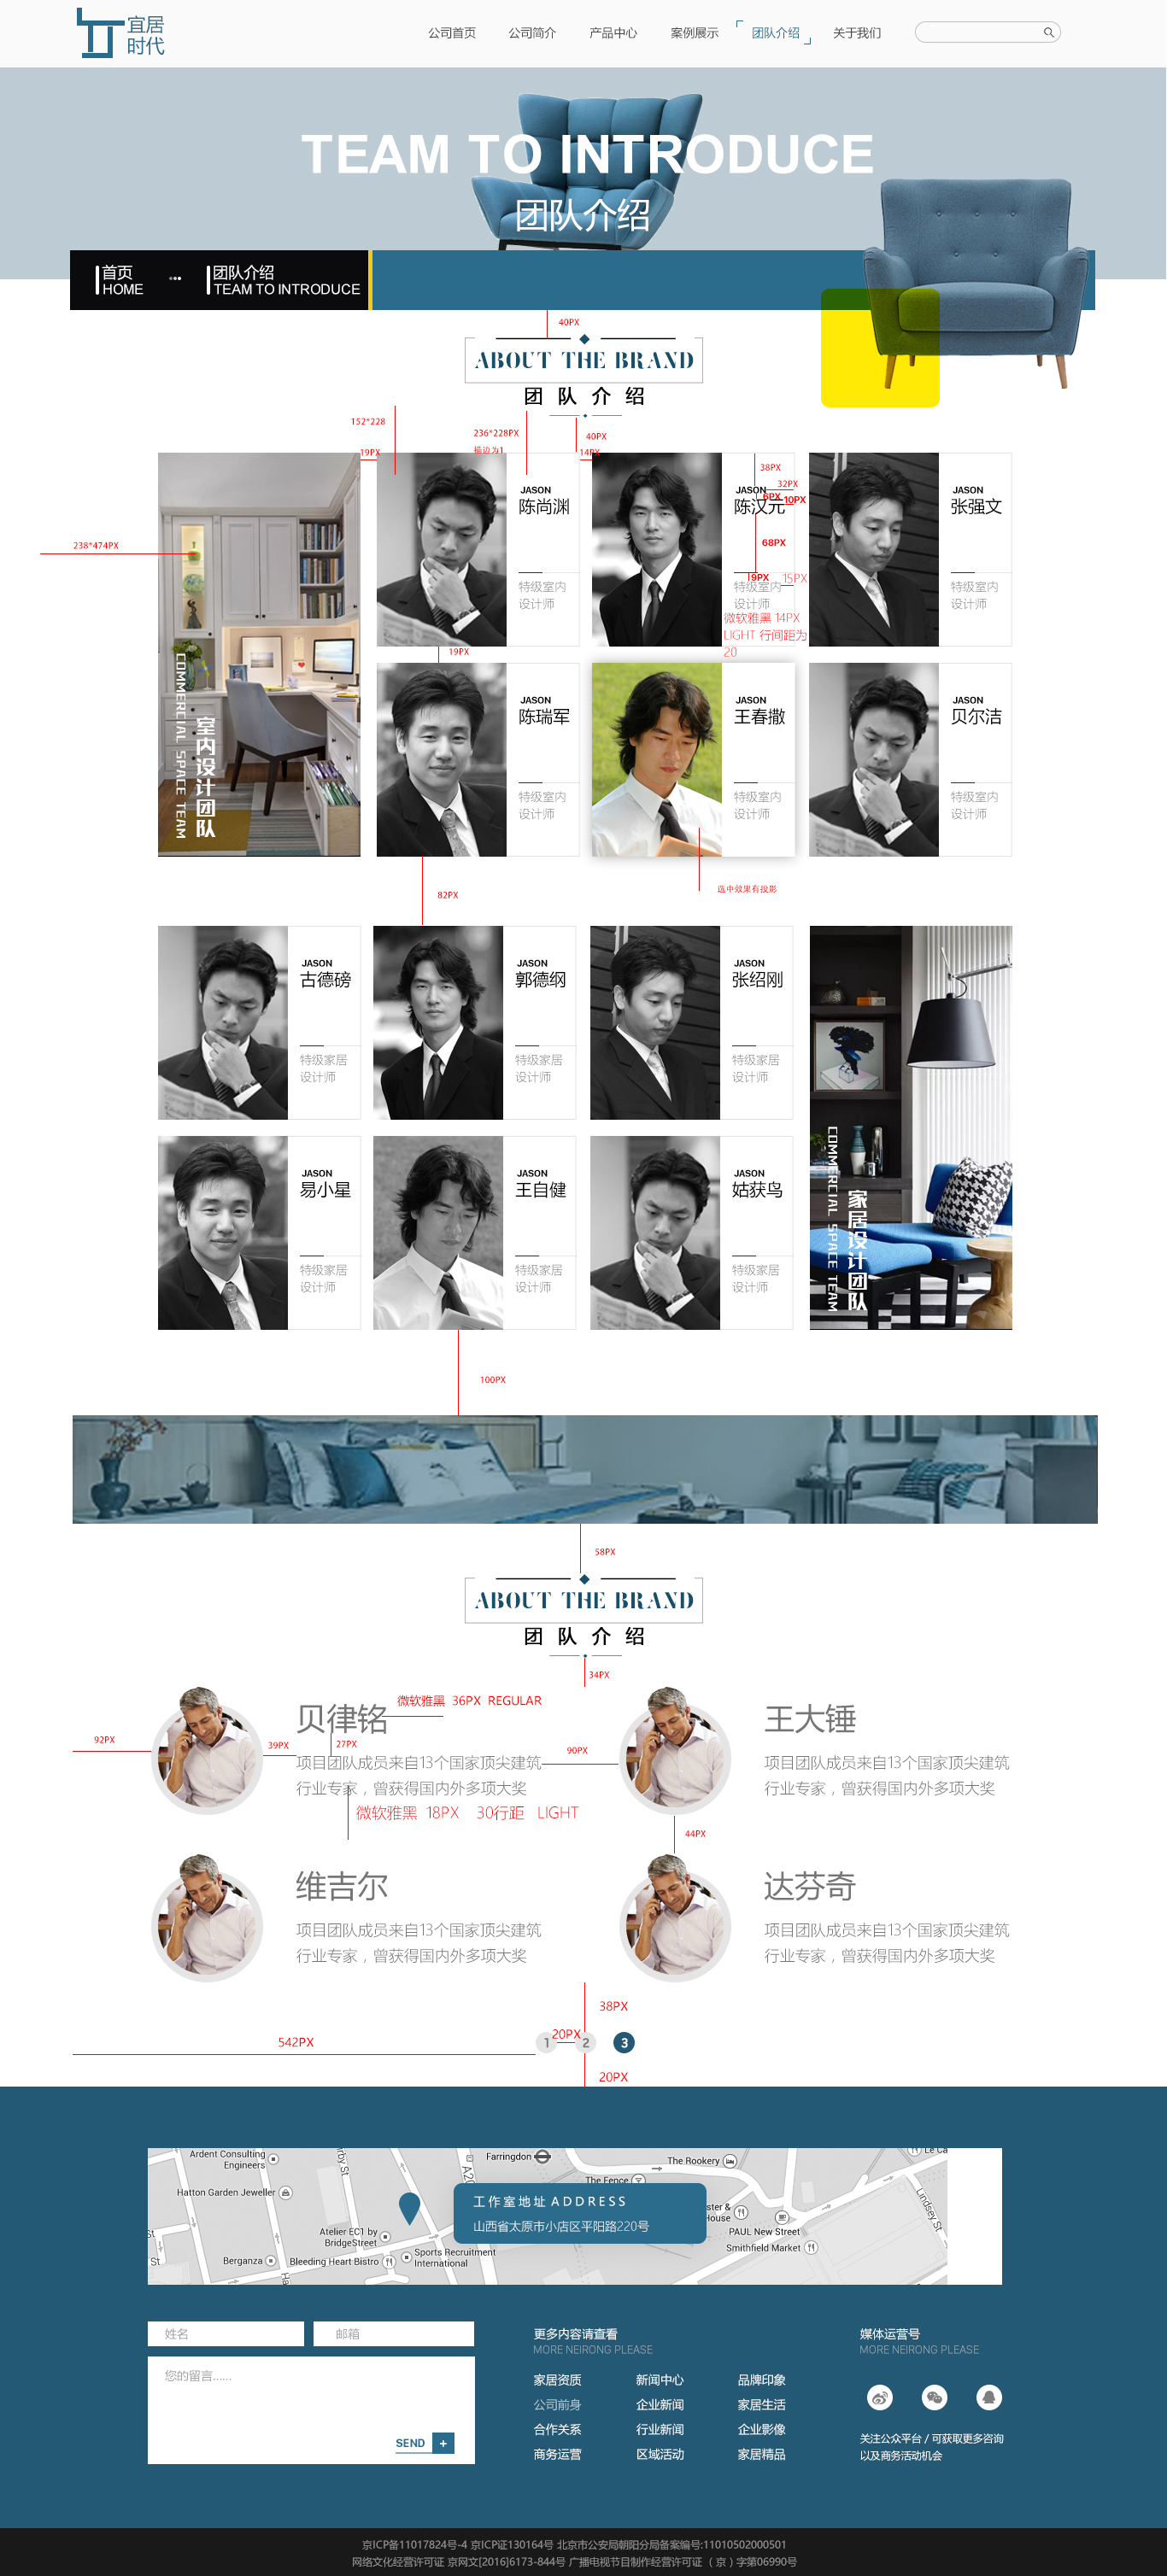 宜居
时代
公司首页 公司简介 产品中心 案例展示 团队介绍 关于我们
TEAM TO INTRODUCE
团队介绍
首页 团队介绍
HOME TEAM TO INTRODUCE
40PX
ABOUT THE BRAND
团队介绍
152*228
236*228PX
描边为1
40PX
19PX
14PX
38PX
32PX
6PX
10PX
68PX
9PX
15PX
238*474PX
JASON
陈尚渊
特级室内
设计师
JASON
陈汉元
特级室内
设计师
微软雅黑 14PX
LIGHT 行间距为
20
JASON
张强文
特级室内
设计师
19PX
COMMERCIAL SPACE TEAM
室内设计团队
JASON
陈瑞军
特级室内
设计师
JASON
王春撒
特级室内
设计师
JASON
贝尔洁
特级室内
设计师
82PX
选中效果有投影
JASON
古德磅
特级家居
设计师
JASON
郭德纲
特级家居
设计师
JASON
张绍刚
特级家居
设计师
COMMERCIAL SPACE TEAM
家居设计团队
JASON
易小星
特级家居
设计师
JASON
王自健
特级家居
设计师
JASON
姑获鸟
特级家居
设计师
100PX
58PX
ABOUT THE BRAND
团队介绍
34PX
92PX
39PX
贝律铭
微软雅黑 36PX REGULAR
27PX
项目团队成员来自13个国家顶尖建筑
行业专家，曾获得国内外多项大奖
微软雅黑 18PX 30行距 LIGHT
90PX
王大锤
项目团队成员来自13个国家顶尖建筑
行业专家，曾获得国内外多项大奖
44PX
维吉尔
项目团队成员来自13个国家顶尖建筑
行业专家，曾获得国内外多项大奖
达芬奇
项目团队成员来自13个国家顶尖建筑
行业专家，曾获得国内外多项大奖
38PX
542PX
20PX
1 2 3
20PX
Ardent Consulting
Engineers
Hatton Garden Jeweller
Atelier EC1 by
BridgeStreet
Berganza
Bleeding Heart Bistro
Sports Recruitment
International
Farringdon
The Fence
The Rookery
PAUL New Street
Smithfield Market
Lindsey St
House
工作室地址 ADDRESS
山西省太原市小店区平阳路220号
姓名 邮箱
您的留言......
SEND +
更多内容请查看
MORE NEIRONG PLEASE
家居资质 新闻中心 品牌印象
公司前身 企业新闻 家居生活
合作关系 行业新闻 企业影像
商务运营 区域活动 家居精品
媒体运营号
MORE NEIRONG PLEASE
关注公众平台 / 可获取更多咨询
以及商务活动机会
京ICP备11017824号-4 京ICP证130164号 北京市公安局朝阳分局备案编号:11010502000501
网络文化经营许可证 京网文[2016]6173-844号 广播电视节目制作经营许可证（京）字第06990号